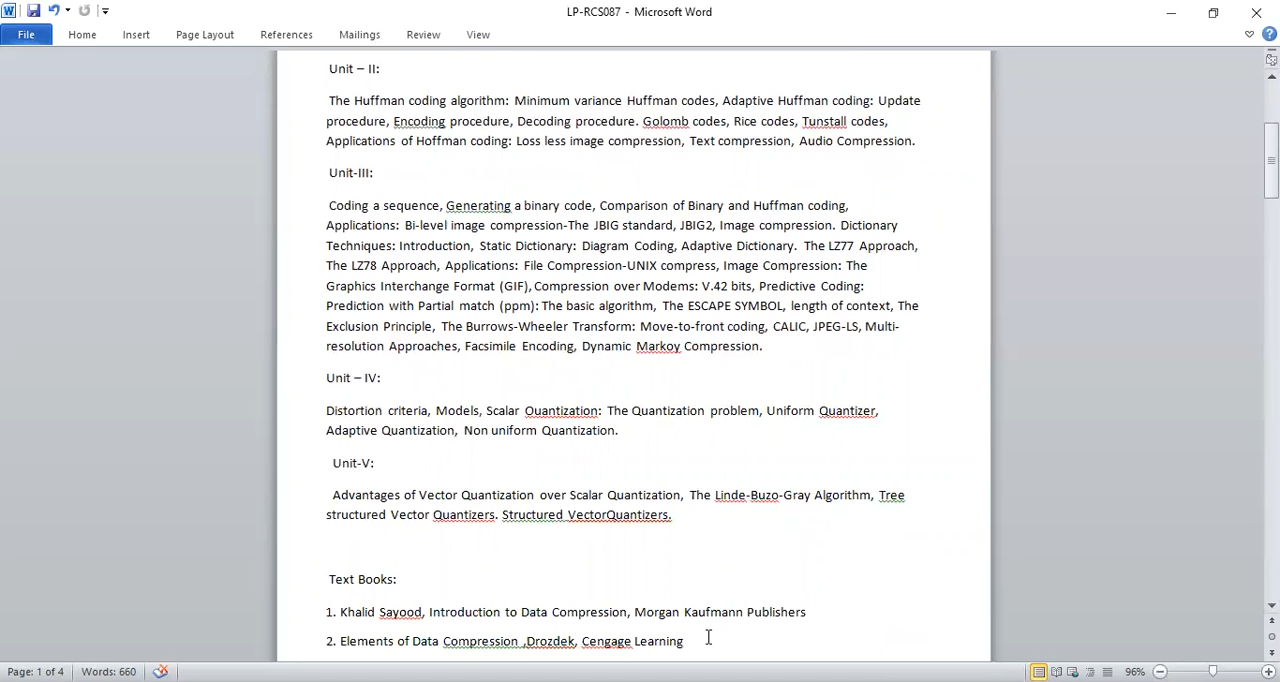 LP-RCS087 - Microsoft Word
File Home Insert Page Layout References Mailings Review View
Unit – II:
The Huffman coding algorithm: Minimum variance Huffman codes, Adaptive Huffman coding: Update
procedure, Encoding procedure, Decoding procedure. Golomb codes, Rice codes, Tunstall codes,
Applications of Hoffman coding: Loss less image compression, Text compression, Audio Compression.
Unit-III:
Coding a sequence, Generating a binary code, Comparison of Binary and Huffman coding,
Applications: Bi-level image compression-The JBIG standard, JBIG2, Image compression. Dictionary
Techniques: Introduction, Static Dictionary: Diagram Coding, Adaptive Dictionary. The LZ77 Approach,
The LZ78 Approach, Applications: File Compression-UNIX compress, Image Compression: The
Graphics Interchange Format (GIF), Compression over Modems: V.42 bits, Predictive Coding:
Prediction with Partial match (ppm): The basic algorithm, The ESCAPE SYMBOL, length of context, The
Exclusion Principle, The Burrows-Wheeler Transform: Move-to-front coding, CALIC, JPEG-LS, Multi-
resolution Approaches, Facsimile Encoding, Dynamic Markoy Compression.
Unit – IV:
Distortion criteria, Models, Scalar Ouantization: The Quantization problem, Uniform Quantizer,
Adaptive Quantization, Non uniform Quantization.
Unit-V:
Advantages of Vector Quantization over Scalar Quantization, The Linde-Buzo-Gray Algorithm, Tree
structured Vector Quantizers. Structured VectorQuantizers.
Text Books:
1. Khalid Sayood, Introduction to Data Compression, Morgan Kaufmann Publishers
2. Elements of Data Compression ,Drozdek, Cengage Learning
Page: 1 of 4 Words: 660 96%